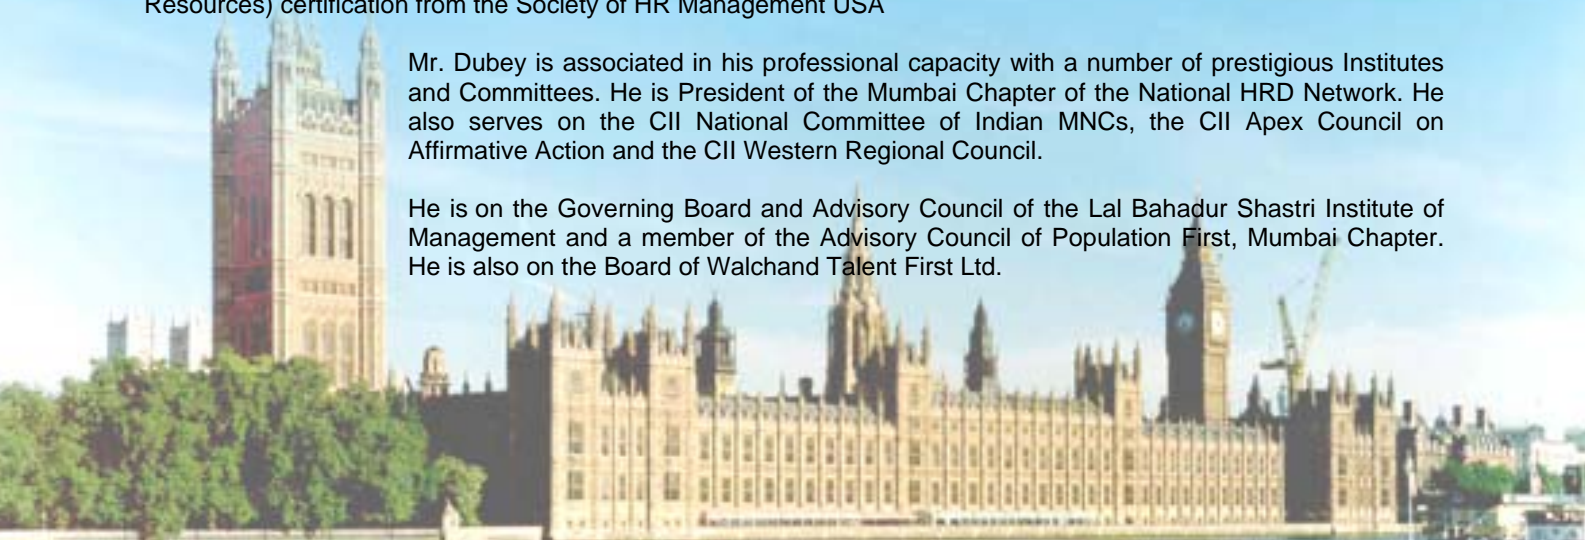 Resources) certification from the Society of HR Management USA
Mr. Dubey is associated in his professional capacity with a number of prestigious Institutes
and Committees. He is President of the Mumbai Chapter of the National HRD Network. He
also serves on the CII National Committee of Indian MNCs, the CII Apex Council on
Affirmative Action and the CII Western Regional Council.
He is on the Governing Board and Advisory Council of the Lal Bahadur Shastri Institute of
Management and a member of the Advisory Council of Population First, Mumbai Chapter.
He is also on the Board of Walchand Talent First Ltd.